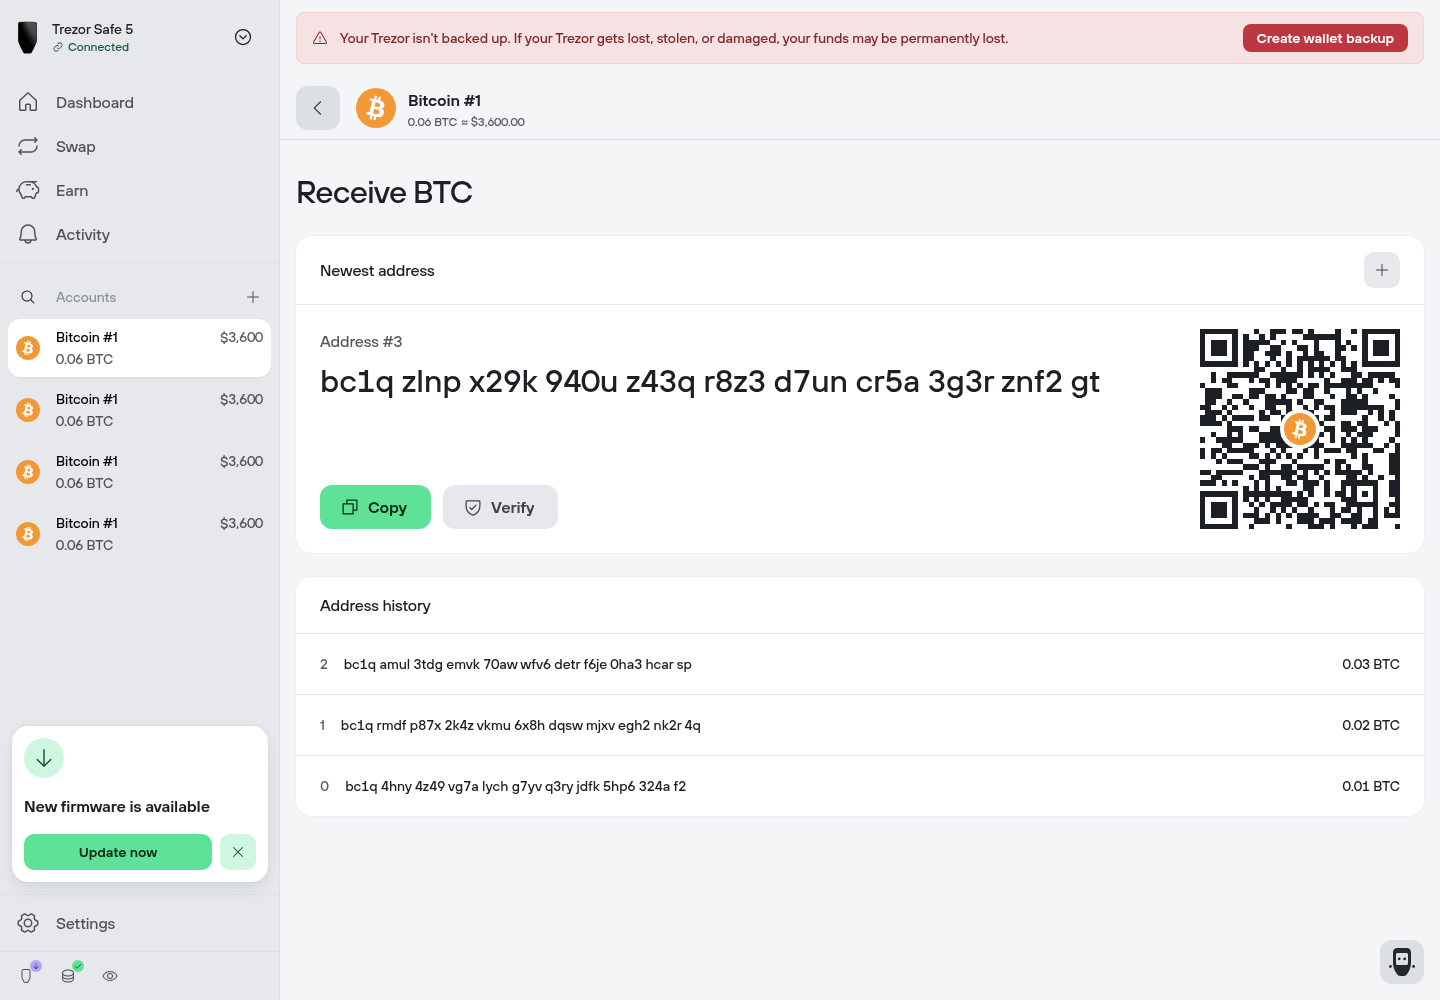 Trezor Safe 5
Connected
Dashboard
Swap
Earn
Activity
Accounts
Bitcoin #1 $3,600
0.06 BTC
Bitcoin #1 $3,600
0.06 BTC
Bitcoin #1 $3,600
0.06 BTC
Bitcoin #1 $3,600
0.06 BTC
New firmware is available
Update now
Settings
Your Trezor isn't backed up. If your Trezor gets lost, stolen, or damaged, your funds may be permanently lost.
Create wallet backup
Bitcoin #1
0.06 BTC ≈ $3,600.00
Receive BTC
Newest address
Address #3
bc1q zlnp x29k 940u z43q r8z3 d7un cr5a 3g3r znf2 gt
Copy
Verify
Address history
2 bc1q amul 3tdg emvk 70aw wfv6 detr f6je 0ha3 hcar sp 0.03 BTC
1 bc1q rmdf p87x 2k4z vkmu 6x8h dqsw mjxv egh2 nk2r 4q 0.02 BTC
0 bc1q 4hny 4z49 vg7a lych g7yv q3ry jdfk 5hp6 324a f2 0.01 BTC